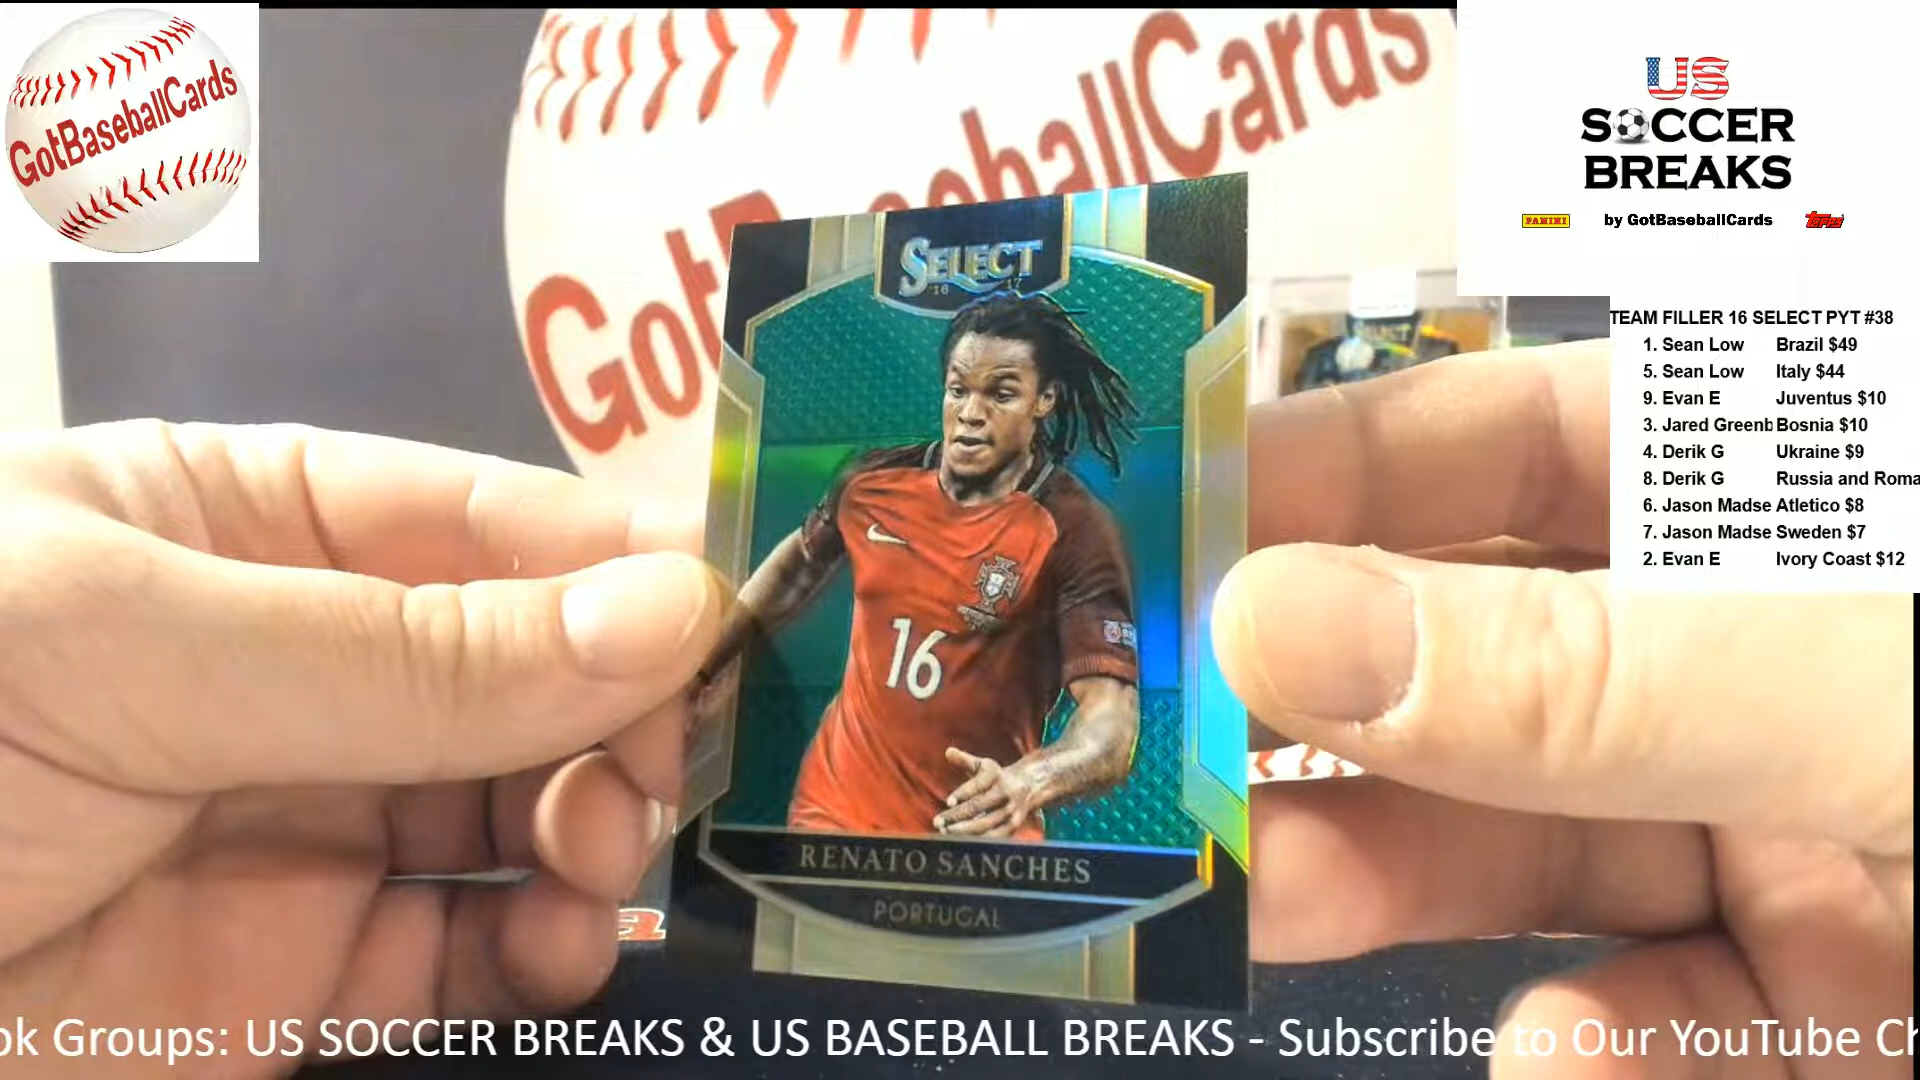 GotBaseballCards
GotBaseballCards
US
SOCCER
BREAKS
PANINI
by GotBaseballCards
Topps
TEAM FILLER 16 SELECT PYT #38
1. Sean Low Brazil $49
5. Sean Low Italy $44
9. Evan E Juventus $10
3. Jared Greenb Bosnia $10
4. Derik G Ukraine $9
8. Derik G Russia and Roma
6. Jason Madse Atletico $8
7. Jason Madse Sweden $7
2. Evan E Ivory Coast $12
SELECT
'16 17
SELECT
16
RENATO SANCHES
PORTUGAL
ok Groups: US SOCCER BREAKS & US BASEBALL BREAKS - Subscribe to Our YouTube Ch